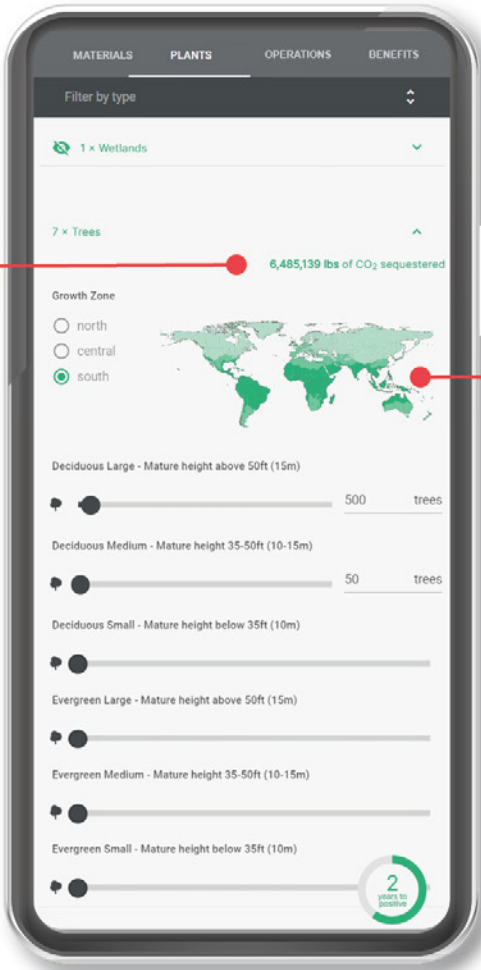 MATERIALS PLANTS OPERATIONS BENEFITS
Filter by type
1 × Wetlands
7 × Trees
6,485,139 lbs of CO₂ sequestered
Growth Zone
north
central
south
Deciduous Large - Mature height above 50ft (15m)
500 trees
Deciduous Medium - Mature height 35-50ft (10-15m)
50 trees
Deciduous Small - Mature height below 35ft (10m)
Evergreen Large - Mature height above 50ft (15m)
Evergreen Medium - Mature height 35-50ft (10-15m)
Evergreen Small - Mature height below 35ft (10m)
2
years to
positive